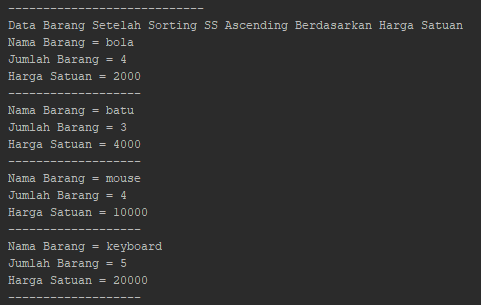 ----------------------------
Data Barang Setelah Sorting SS Ascending Berdasarkan Harga Satuan
Nama Barang = bola
Jumlah Barang = 4
Harga Satuan = 2000
-------------------
Nama Barang = batu
Jumlah Barang = 3
Harga Satuan = 4000
-------------------
Nama Barang = mouse
Jumlah Barang = 4
Harga Satuan = 10000
-------------------
Nama Barang = keyboard
Jumlah Barang = 5
Harga Satuan = 20000
-------------------